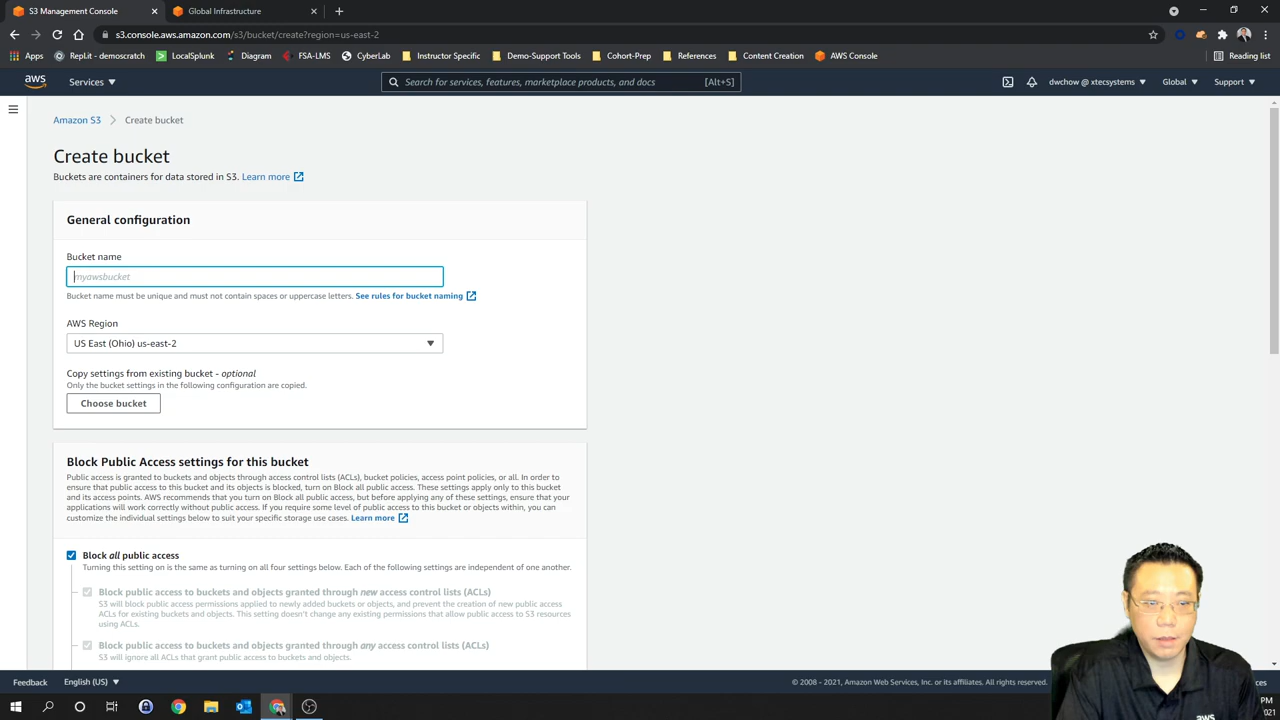 S3 Management Console
Global Infrastructure
s3.console.aws.amazon.com/s3/bucket/create?region=us-east-2
Apps
RepLit - demoscratch
LocalSplunk
Diagram
FSA-LMS
CyberLab
Instructor Specific
Demo-Support Tools
Cohort-Prep
References
Content Creation
AWS Console
Reading list
aws
Services
Search for services, features, marketplace products, and docs
[Alt+S]
dwchow @ xtecsystems
Global
Support
Amazon S3
Create bucket
Create bucket
Buckets are containers for data stored in S3. Learn more
General configuration
Bucket name
myawsbucket
Bucket name must be unique and must not contain spaces or uppercase letters. See rules for bucket naming
AWS Region
US East (Ohio) us-east-2
Copy settings from existing bucket - optional
Only the bucket settings in the following configuration are copied.
Choose bucket
Block Public Access settings for this bucket
Public access is granted to buckets and objects through access control lists (ACLs), bucket policies, access point policies, or all. In order to
ensure that public access to this bucket and its objects is blocked, turn on Block all public access. These settings apply only to this bucket
and its access points. AWS recommends that you turn on Block all public access, but before applying any of these settings, ensure that your
applications will work correctly without public access. If you require some level of public access to this bucket or objects within, you can
customize the individual settings below to suit your specific storage use cases. Learn more
Block all public access
Turning this setting on is the same as turning on all four settings below. Each of the following settings are independent of one another.
Block public access to buckets and objects granted through new access control lists (ACLs)
S3 will block public access permissions applied to newly added buckets or objects, and prevent the creation of new public access
ACLs for existing buckets and objects. This setting doesn't change any existing permissions that allow public access to S3 resources
using ACLs.
Block public access to buckets and objects granted through any access control lists (ACLs)
S3 will ignore all ACLs that grant public access to buckets and objects.
Feedback
English (US)
© 2008 - 2021, Amazon Web Services, Inc. or its affiliates. All rights reserved.
ces
PM
021
aws